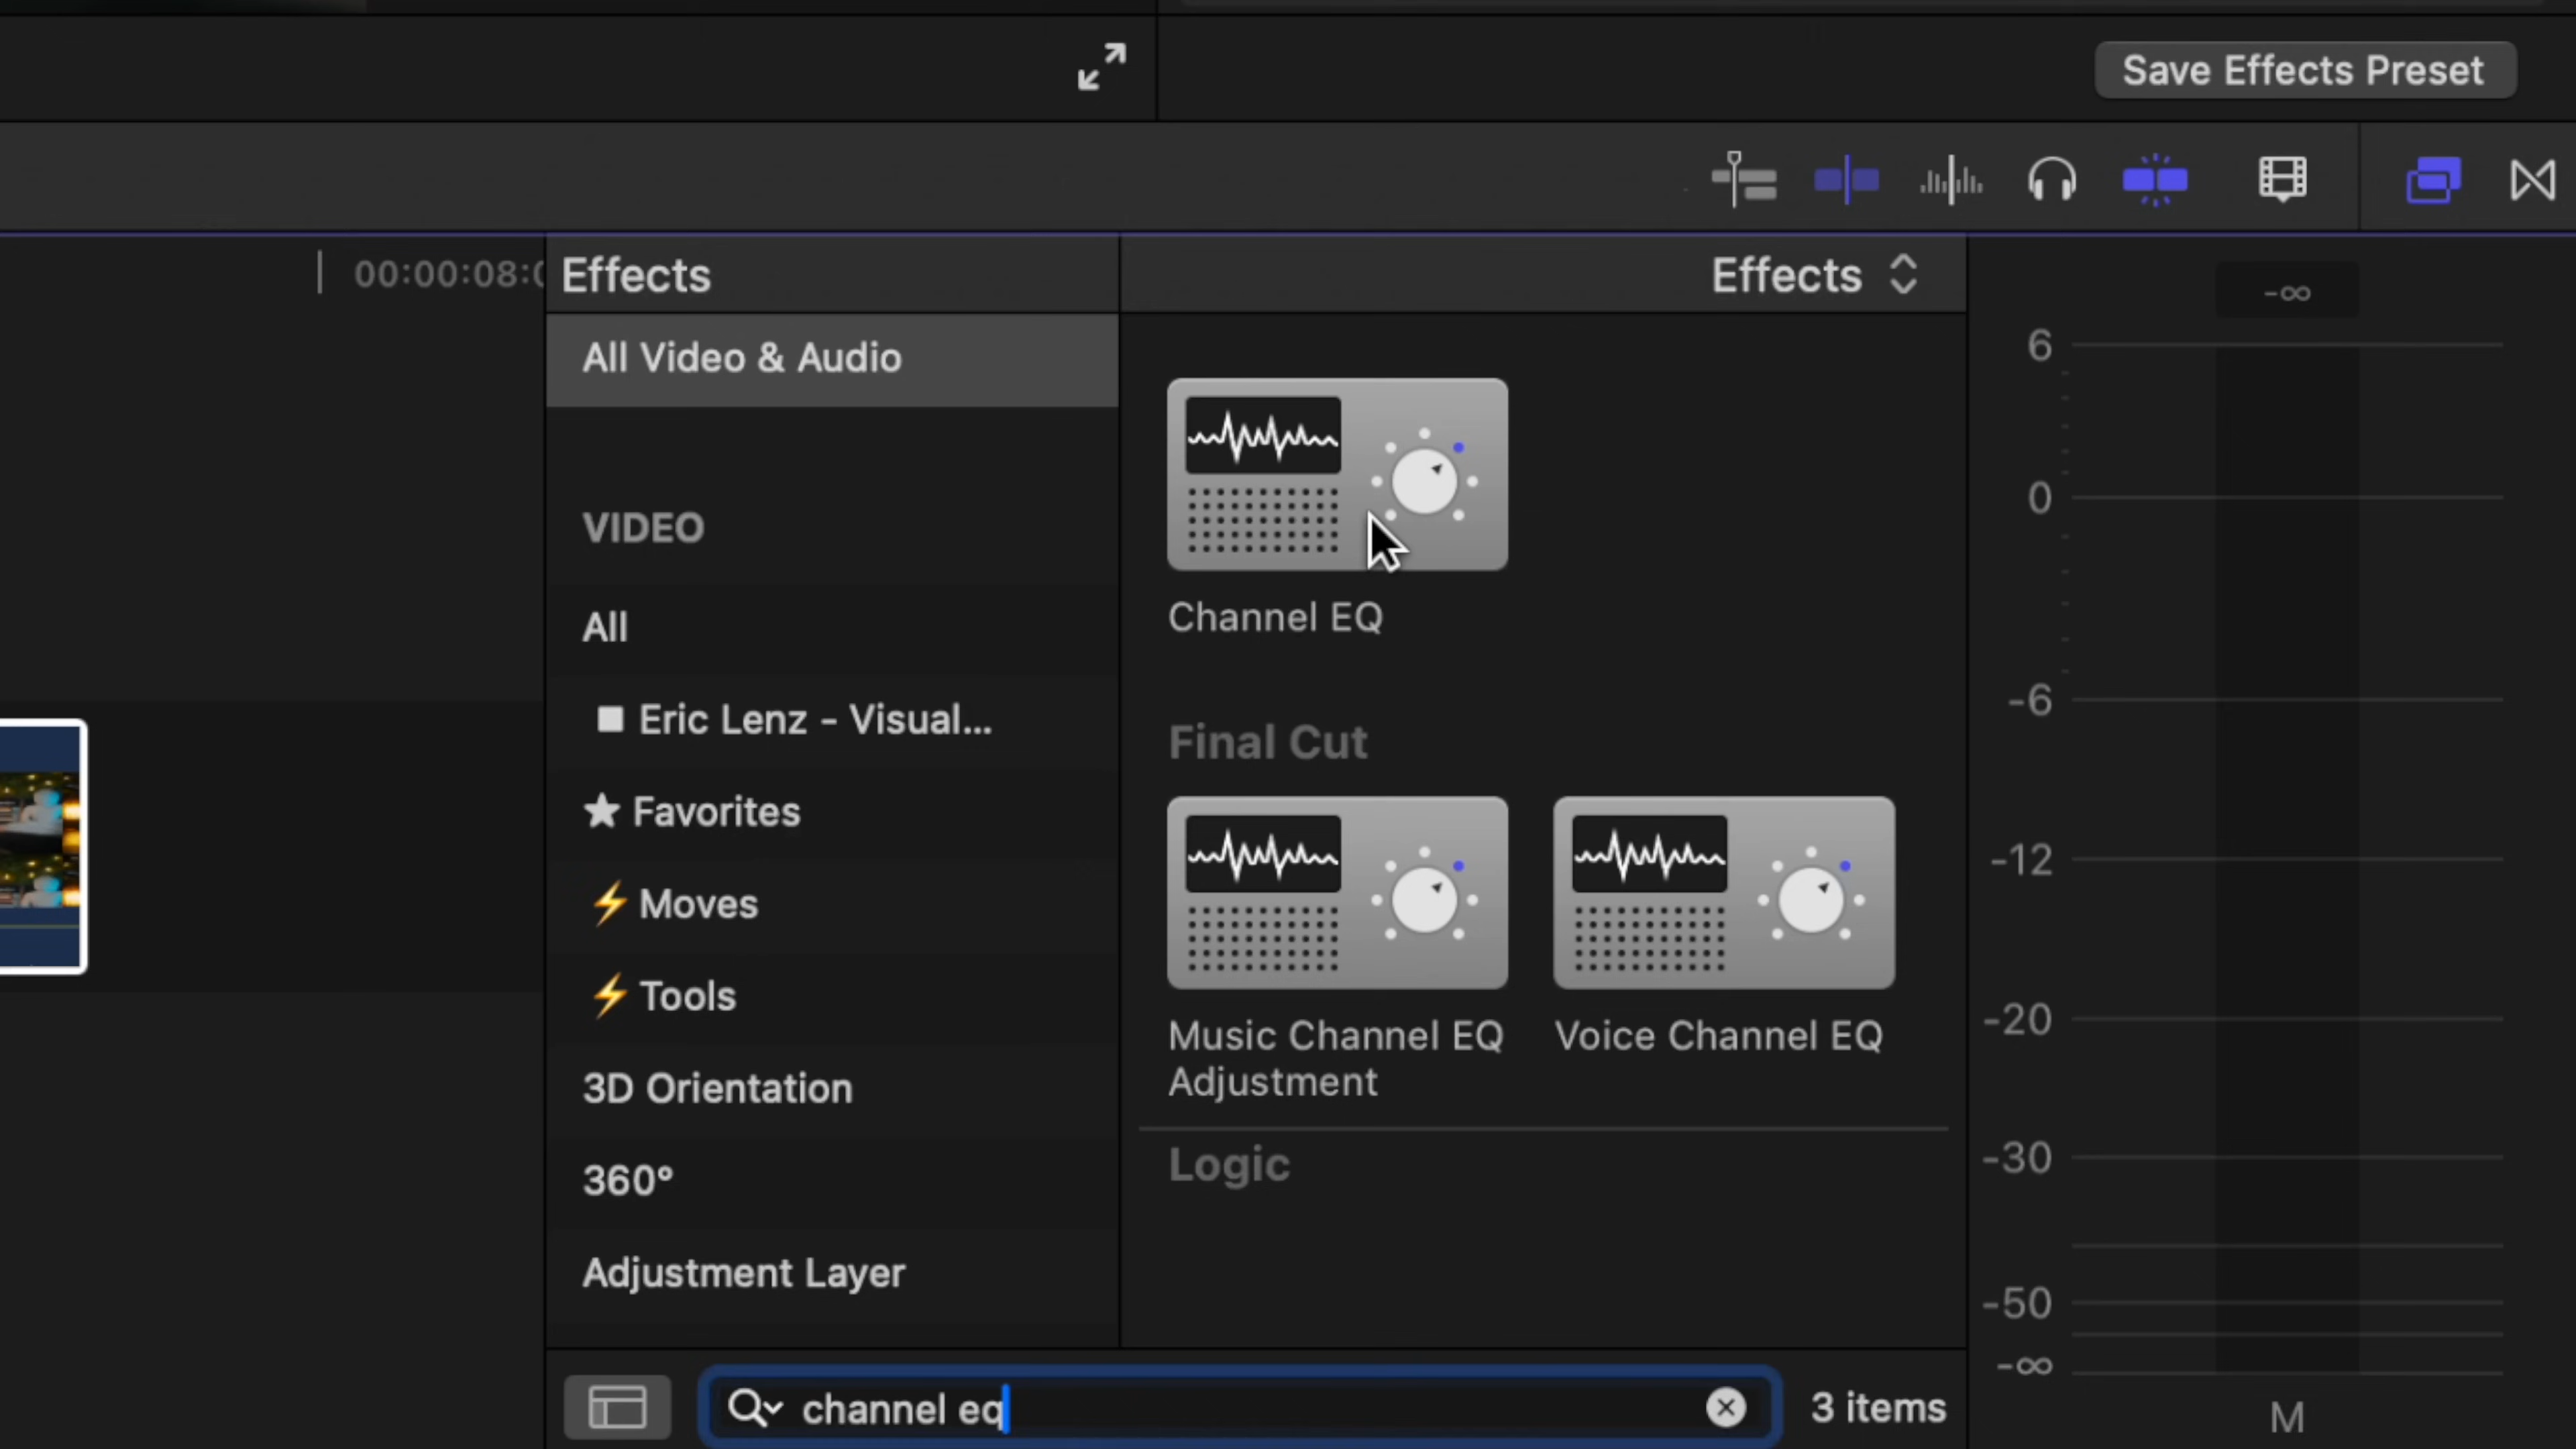 Save Effects Preset
00:00:08:0
Effects
Effects
All Video & Audio
VIDEO
All
Eric Lenz - Visual...
Favorites
Moves
Tools
3D Orientation
360°
Adjustment Layer
Channel EQ
Final Cut
Music Channel EQ
Adjustment
Voice Channel EQ
Logic
channel eq
3 items
-∞
6
0
-6
-12
-20
-30
-50
-∞
M